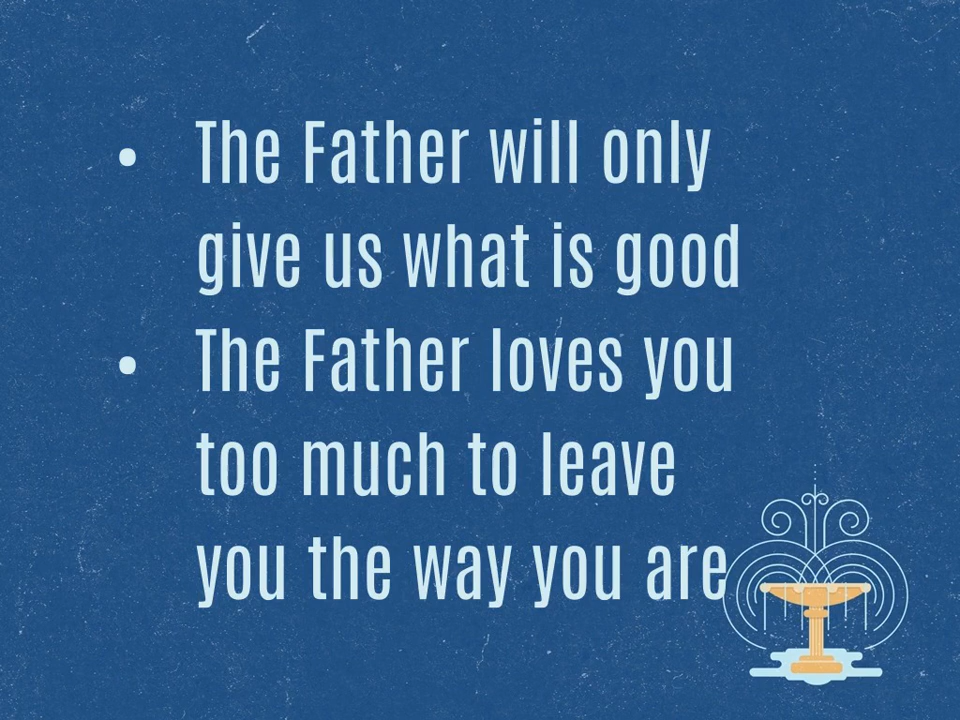 • The Father will only
give us what is good
• The Father loves you
too much to leave
you the way you are